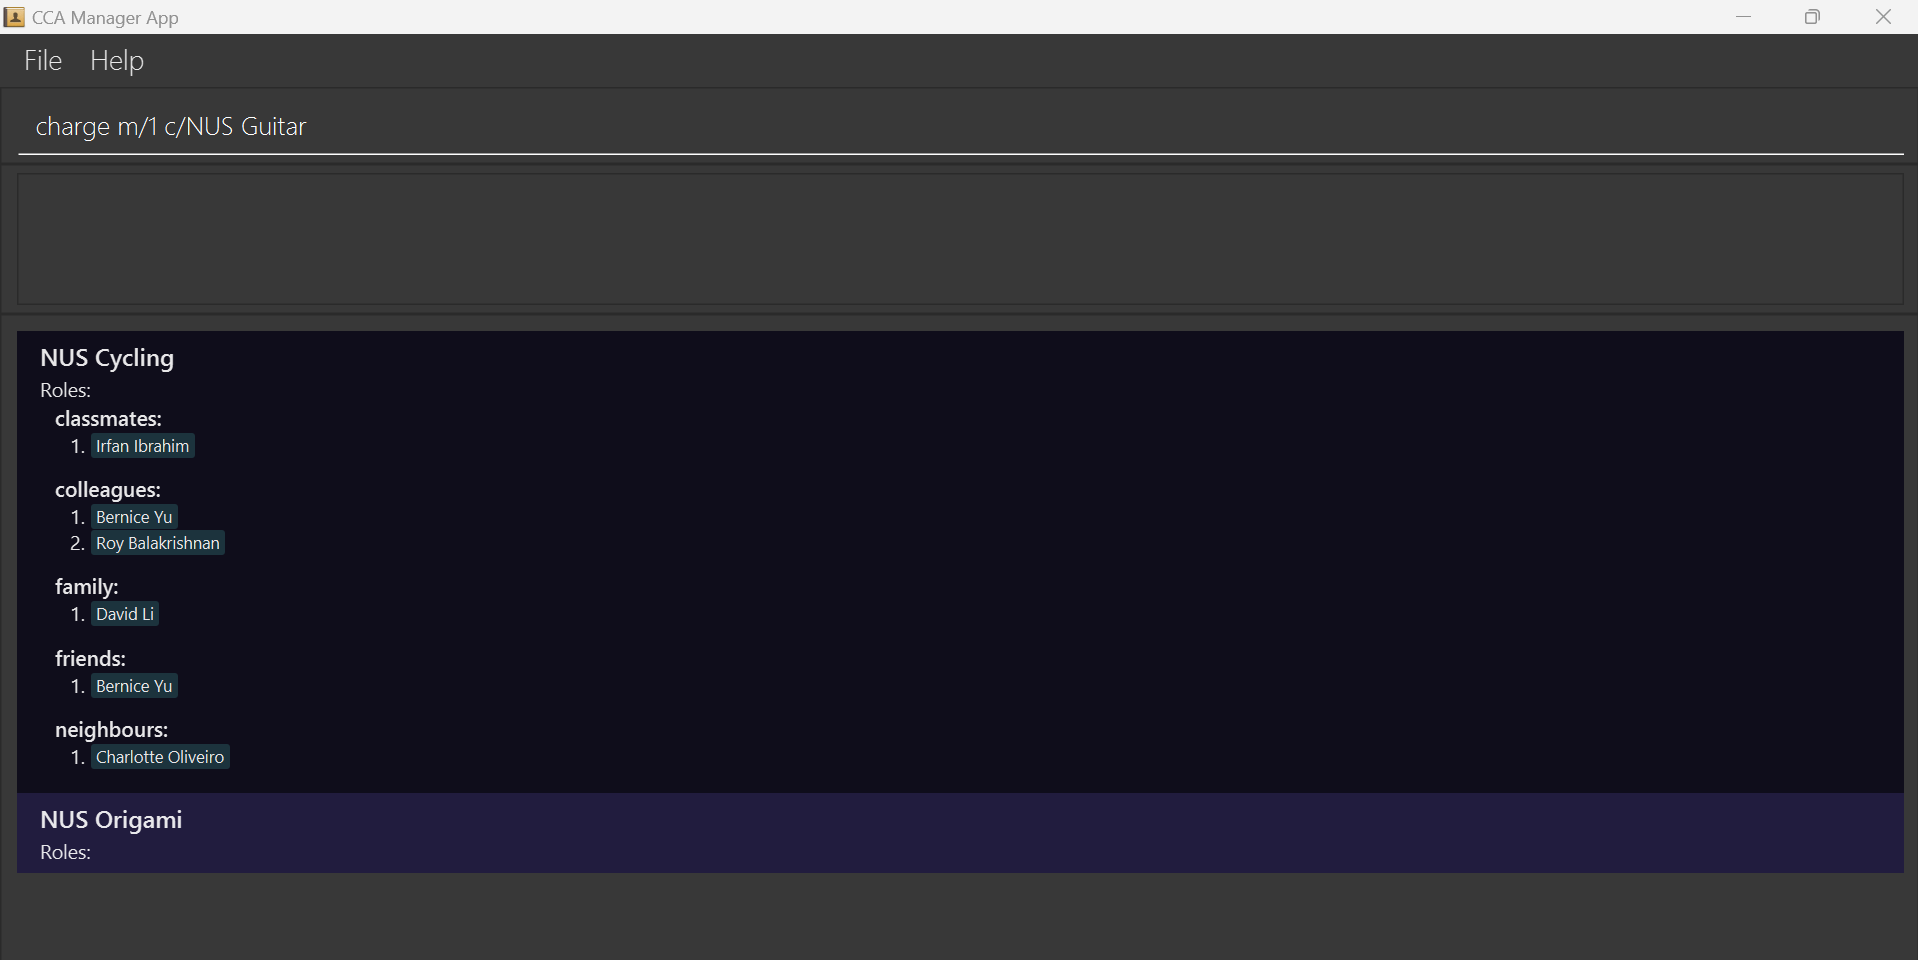 CCA Manager App
File Help
charge m/1 c/NUS Guitar
NUS Cycling
Roles:
classmates:
1. Irfan Ibrahim
colleagues:
1. Bernice Yu
2. Roy Balakrishnan
family:
1. David Li
friends:
1. Bernice Yu
neighbours:
1. Charlotte Oliveiro
NUS Origami
Roles: